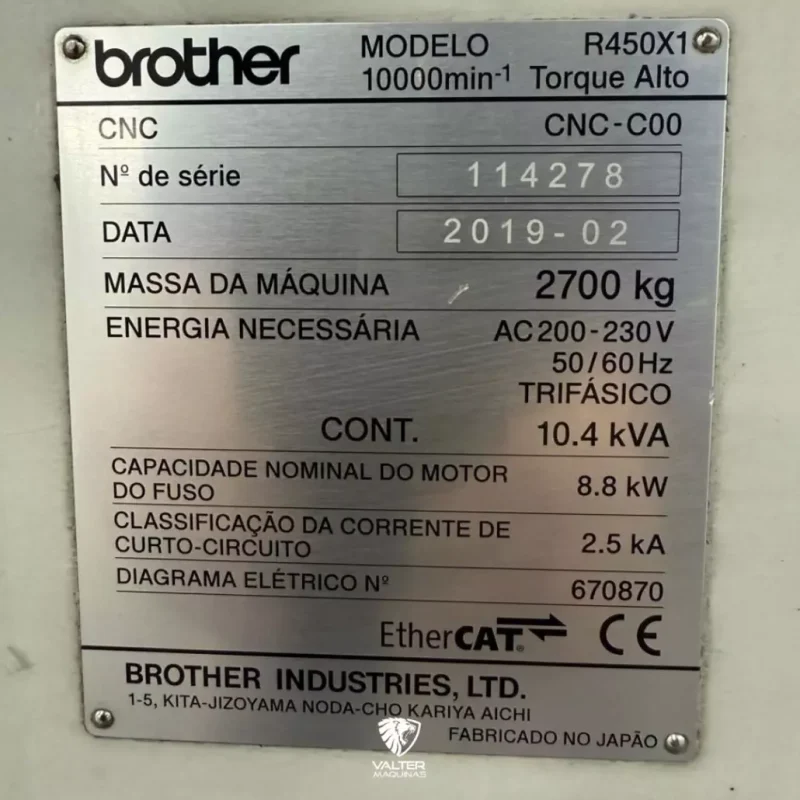 brother MODELO R450X1
10000min-1 Torque Alto
CNC CNC-C00
Nº de série 114278
DATA 2019-02
MASSA DA MÁQUINA 2700 kg
ENERGIA NECESSÁRIA AC200-230V
50/60Hz
TRIFÁSICO
CONT. 10.4 kVA
CAPACIDADE NOMINAL DO MOTOR
DO FUSO 8.8 kW
CLASSIFICAÇÃO DA CORRENTE DE
CURTO-CIRCUITO 2.5 kA
DIAGRAMA ELÉTRICO Nº 670870
EtherCAT® CE
BROTHER INDUSTRIES, LTD.
1-5, KITA-JIZOYAMA NODA-CHO KARIYA AICHI
FABRICADO NO JAPÃO
VALTER
MAQUINAS